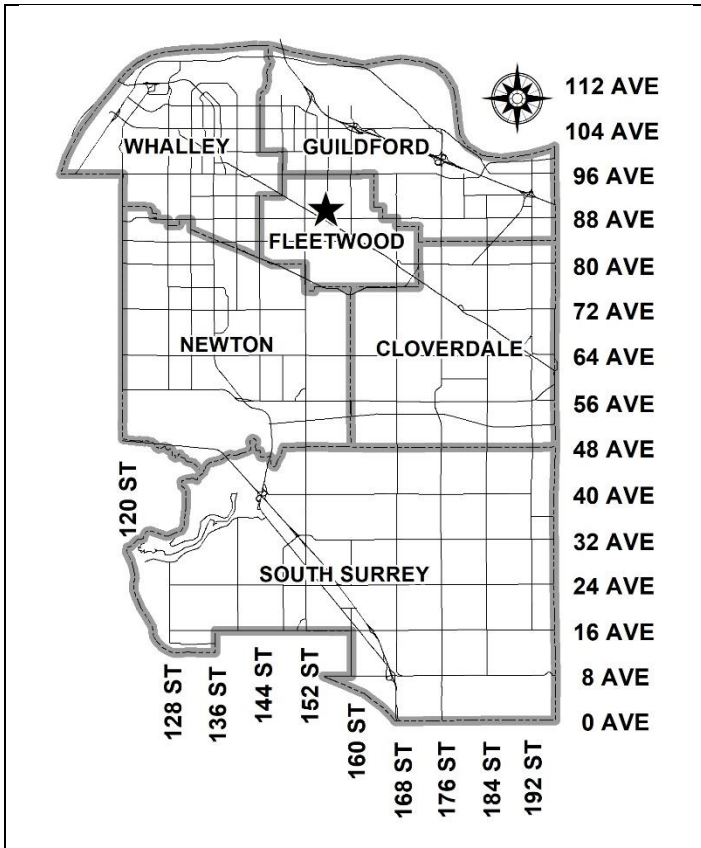 112 AVE
104 AVE
WHALLEY
GUILDFORD
96 AVE
88 AVE
FLEETWOOD
80 AVE
72 AVE
NEWTON
CLOVERDALE
64 AVE
56 AVE
48 AVE
120 ST
40 AVE
32 AVE
SOUTH SURREY
24 AVE
16 AVE
128 ST
136 ST
144 ST
152 ST
160 ST
8 AVE
0 AVE
168 ST
176 ST
184 ST
192 ST